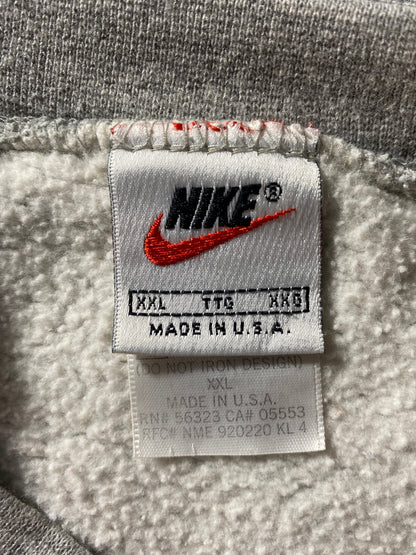 NIKE®
XXL TTG XXG
MADE IN U.S.A.
(DO NOT IRON DESIGN)
XXL
MADE IN U.S.A.
RN# 56323 CA# 05553
REC# NME 920220 KL 4